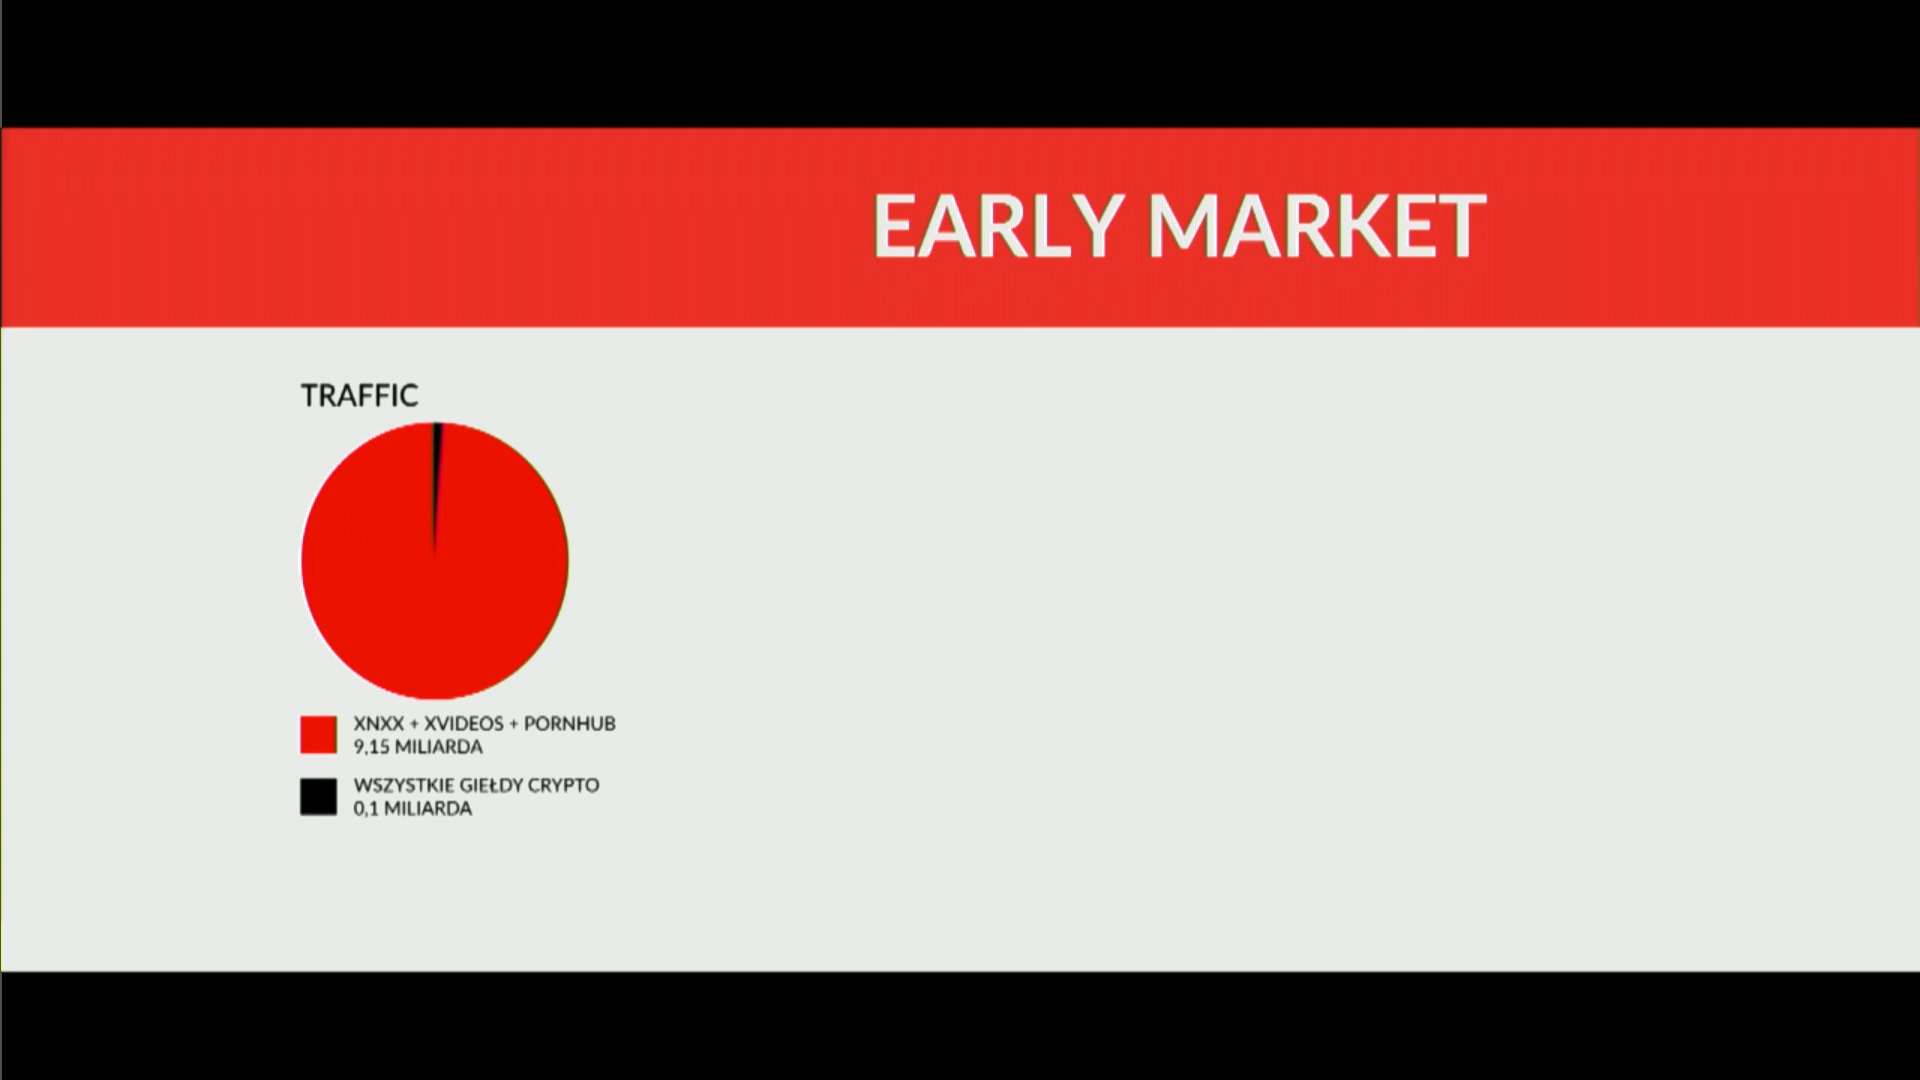 EARLY MARKET
TRAFFIC
XNXX + XVIDEOS + PORNHUB
9,15 MILIARDA
WSZYSTKIE GIEŁDY CRYPTO
0,1 MILIARDA